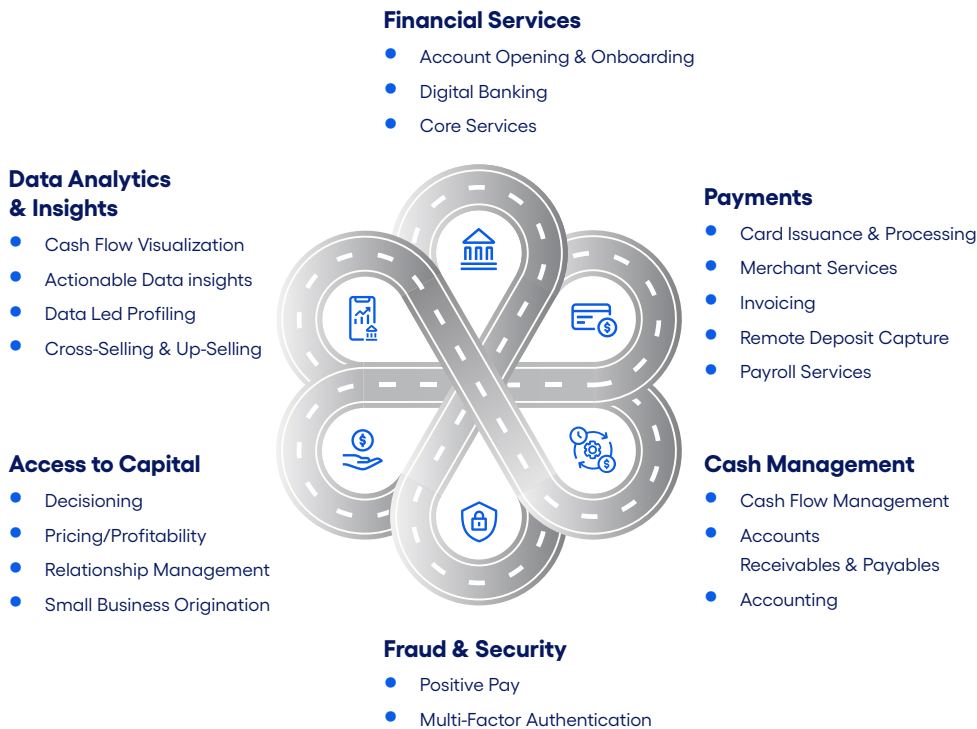 Financial Services
Account Opening & Onboarding
Digital Banking
Core Services
Data Analytics
& Insights
Cash Flow Visualization
Actionable Data insights
Data Led Profiling
Cross-Selling & Up-Selling
Payments
Card Issuance & Processing
Merchant Services
Invoicing
Remote Deposit Capture
Payroll Services
Access to Capital
Decisioning
Pricing/Profitability
Relationship Management
Small Business Origination
Cash Management
Cash Flow Management
Accounts
Receivables & Payables
Accounting
Fraud & Security
Positive Pay
Multi-Factor Authentication